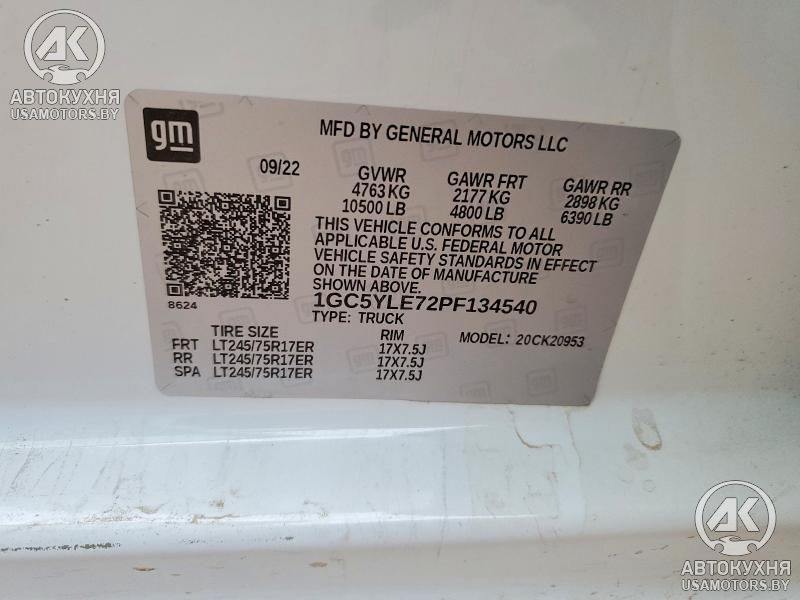 АК
АВТОКУХНЯ
USAMOTORS.BY
gm
MFD BY GENERAL MOTORS LLC
09/22
GVWR
4763 KG
10500 LB
GAWR FRT
2177 KG
4800 LB
GAWR RR
2898 KG
6390 LB
THIS VEHICLE CONFORMS TO ALL
APPLICABLE U.S. FEDERAL MOTOR
VEHICLE SAFETY STANDARDS IN EFFECT
ON THE DATE OF MANUFACTURE
SHOWN ABOVE.
8624
1GC5YLE72PF134540
TYPE: TRUCK
MODEL: 20CK20953
TIRE SIZE RIM
FRT LT245/75R17ER 17X7.5J
RR LT245/75R17ER 17X7.5J
SPA LT245/75R17ER 17X7.5J
АК
АВТОКУХНЯ
USAMOTORS.BY